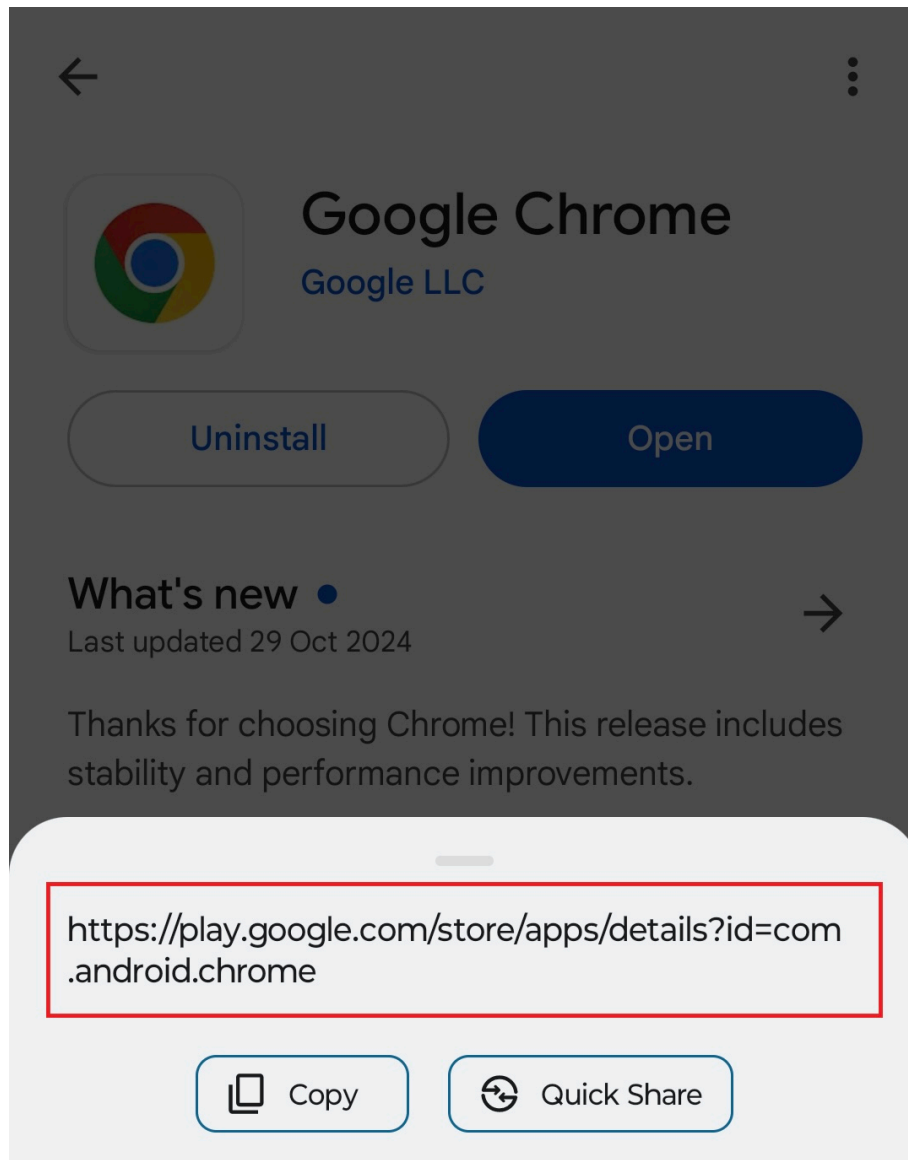 Google Chrome
Google LLC
Uninstall
Open
What's new
Last updated 29 Oct 2024
Thanks for choosing Chrome! This release includes
stability and performance improvements.
https://play.google.com/store/apps/details?id=com
.android.chrome
Copy
Quick Share